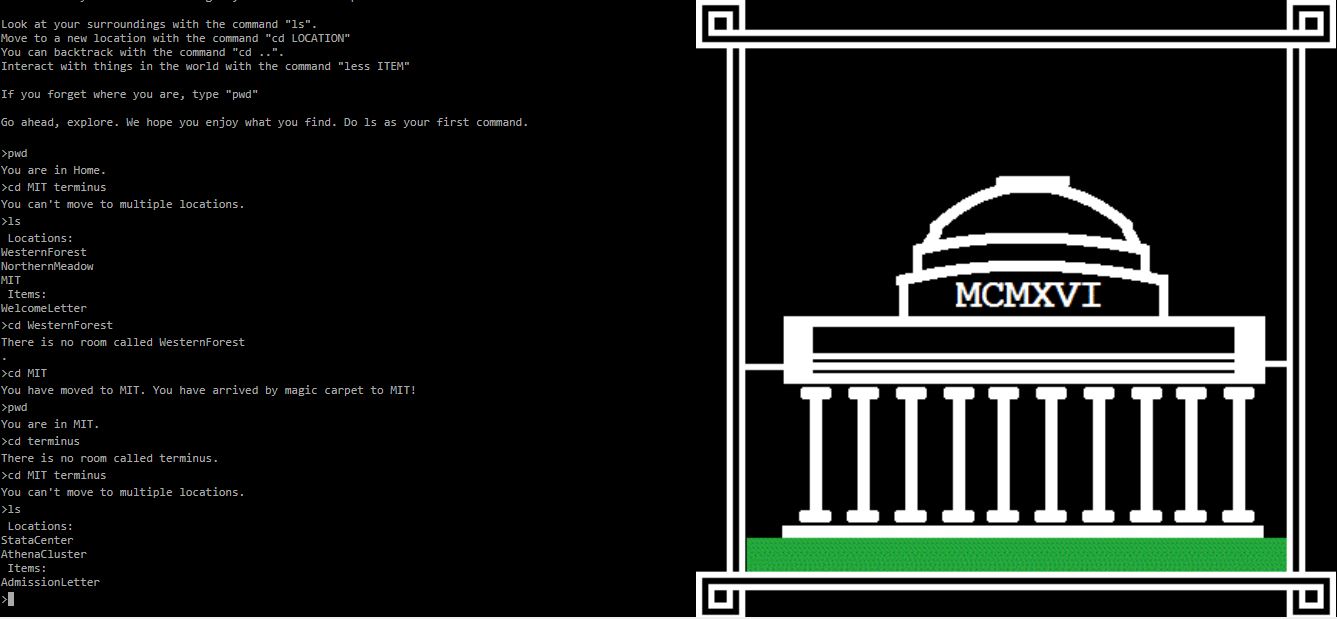 Look at your surroundings with the command "ls".
Move to a new location with the command "cd LOCATION"
You can backtrack with the command "cd ..".
Interact with things in the world with the command "less ITEM"
If you forget where you are, type "pwd"
Go ahead, explore. We hope you enjoy what you find. Do ls as your first command.
>pwd
You are in Home.
>cd MIT terminus
You can't move to multiple locations.
>ls
Locations:
WesternForest
NorthernMeadow
MIT
Items:
WelcomeLetter
>cd WesternForest
There is no room called WesternForest
.
>cd MIT
You have moved to MIT. You have arrived by magic carpet to MIT!
>pwd
You are in MIT.
>cd terminus
There is no room called terminus.
>cd MIT terminus
You can't move to multiple locations.
>ls
Locations:
StataCenter
AthenaCluster
Items:
AdmissionLetter
>
MCMXVI